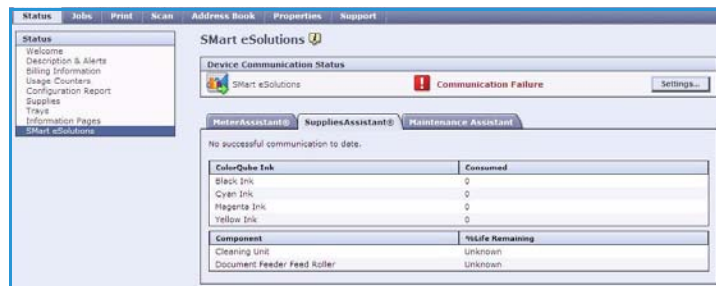 Status Jobs Print Scan Address Book Properties Support
Status
Welcome
Description & Alerts
Billing Information
Usage Counters
Configuration Report
Supplies
Trays
Information Pages
SMart eSolutions
SMart eSolutions
Device Communication Status
SMart eSolutions Communication Failure Settings...
MeterAssistant® SuppliesAssistant® Maintenance Assistant
No successful communication to date.
ColorQube Ink Consumed
Black Ink 0
Cyan Ink 0
Magenta Ink 0
Yellow Ink 0
Component %Life Remaining
Cleaning Unit Unknown
Document Feeder Feed Roller Unknown